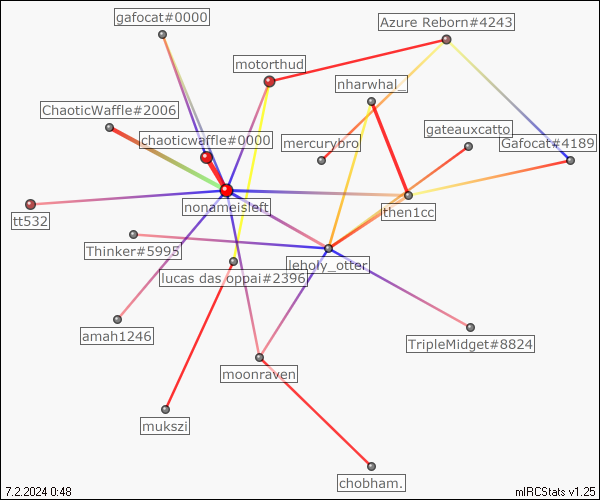 gafocat#0000
Azure Reborn#4243
motorthud
nharwhal_
ChaoticWaffle#2006
chaoticwaffle#0000
gateauxcatto
mercurybro
Gafocat#4189
nonameisleft
then1cc
tt532
Thinker#5995
leholy_otter
lucas das oppai#2396
amah1246
TripleMidget#8824
moonraven
mukszi
chobham.
7.2.2024 0:48
mIRCStats v1.25